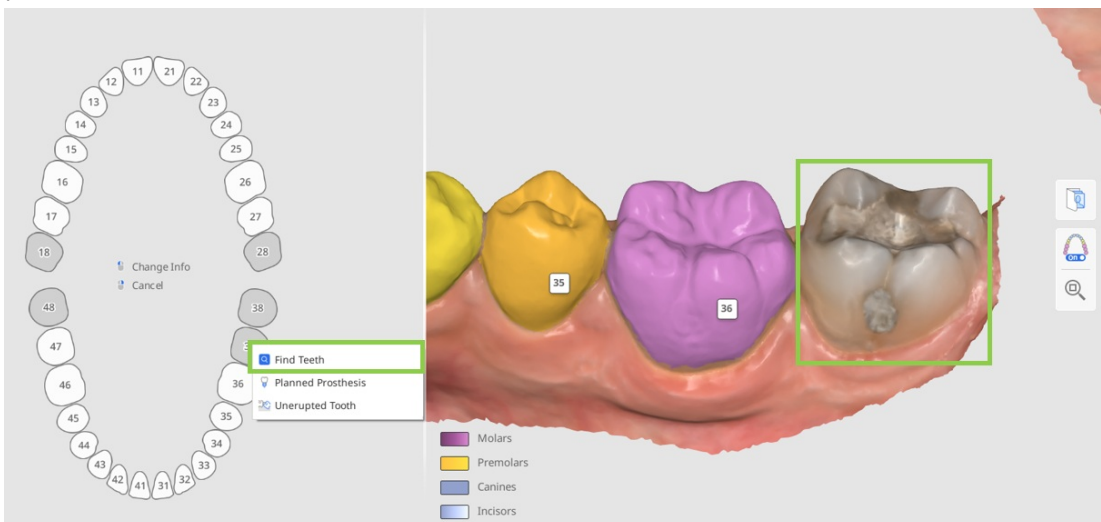 11 21
12 22
13 23
14 24
15 25
16 26
17 27
18 28
Change Info
Cancel
48 38
47
46 36
45 35
44 34
43 33
42 41 31 32
Find Teeth
Planned Prosthesis
Unerupted Tooth
35
36
on
Molars
Premolars
Canines
Incisors